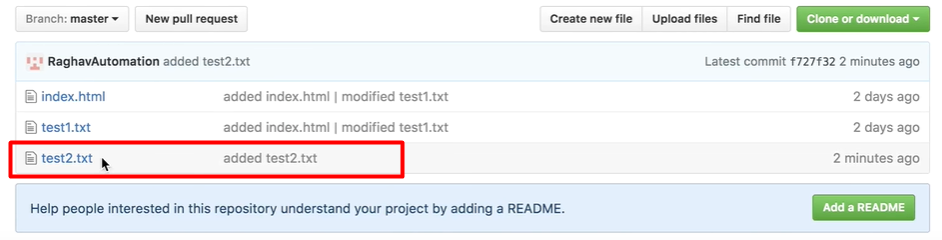 Branch: master New pull request Create new file Upload files Find file Clone or download
RaghavAutomation added test2.txt Latest commit f727f32 2 minutes ago
index.html added index.html | modified test1.txt 2 days ago
test1.txt added index.html | modified test1.txt 2 days ago
test2.txt added test2.txt 2 minutes ago
Help people interested in this repository understand your project by adding a README. Add a README